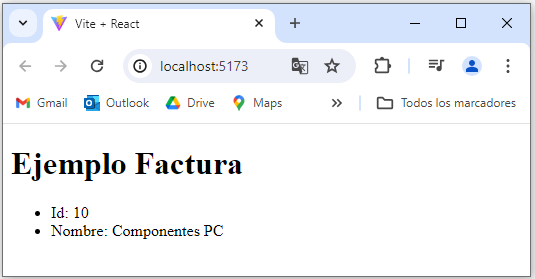 Vite + React
localhost:5173
Gmail Outlook Drive Maps Todos los marcadores
Ejemplo Factura
Id: 10
Nombre: Componentes PC